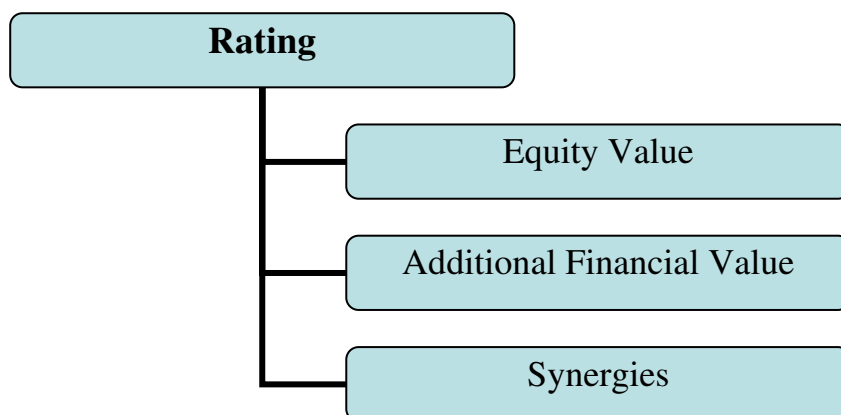 Rating
Equity Value
Additional Financial Value
Synergies